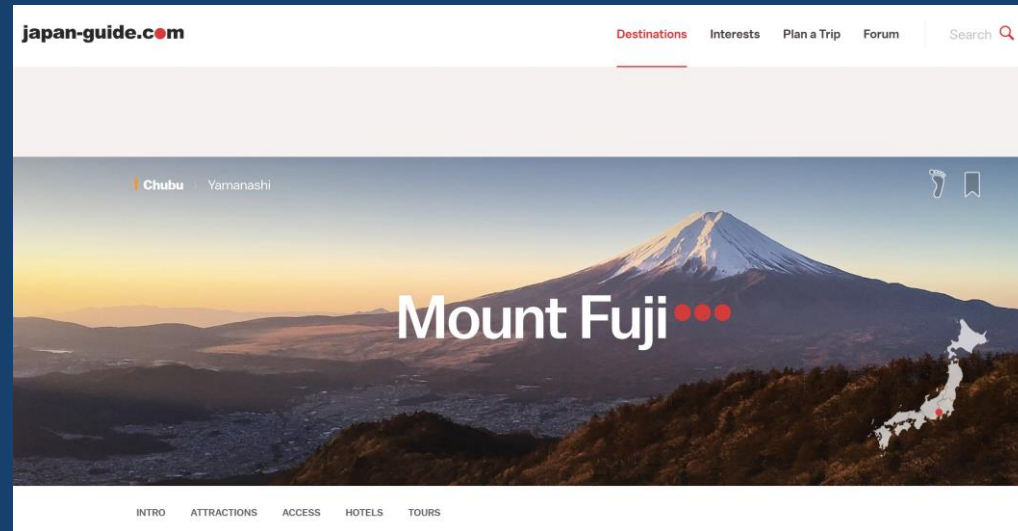 japan-guide.com
Destinations Interests Plan a Trip Forum Search
Chubu Yamanashi
Mount Fuji
INTRO ATTRACTIONS ACCESS HOTELS TOURS